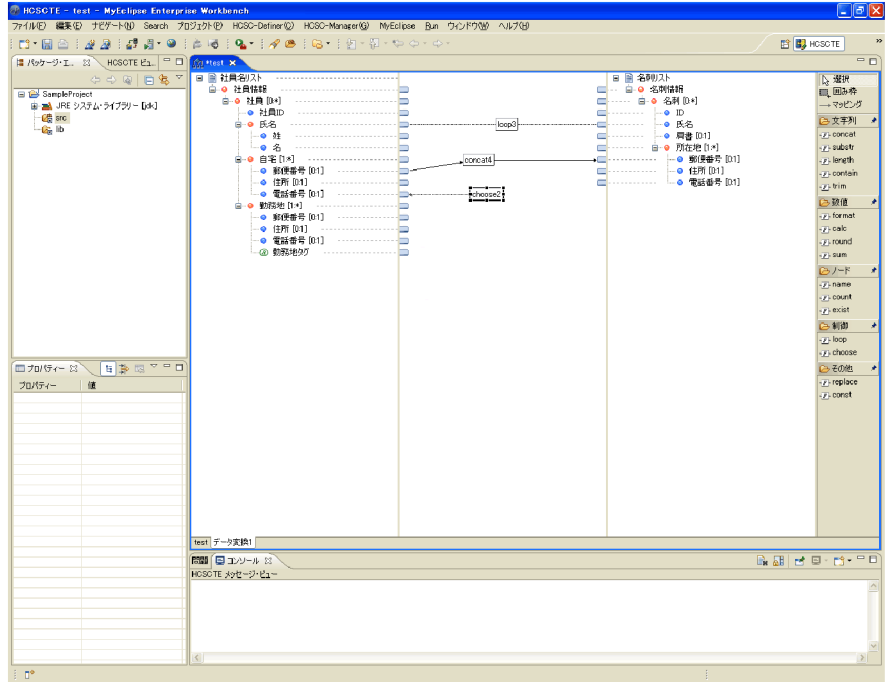 HCSCTE - test - MyEclipse Enterprise Workbench
ファイル(F) 編集(E) ナビゲート(N) Search プロジェクト(P) HCSC-Definer(Q) HCSC-Manager(G) MyEclipse Run ウィンドウ(W) ヘルプ(H)
HCSCTE
パッケージ・エ..
HCSCTE ビュ..
SampleProject
JRE システム・ライブラリー [jdk]
src
lib
プロパティー
プロパティー 値
*test
社員名リスト
社員情報
社員 [0:*]
社員ID
氏名
姓
名
自宅 [1:*]
郵便番号 [0:1]
住所 [0:1]
電話番号 [0:1]
勤務地 [1:*]
郵便番号 [0:1]
住所 [0:1]
電話番号 [0:1]
勤務地タグ
loop3
concat4
choose2
名刺リスト
名刺情報
名刺 [0:*]
ID
氏名
肩書 [0:1]
所在地 [1:*]
郵便番号 [0:1]
住所 [0:1]
電話番号 [0:1]
選択
囲み枠
マッピング
文字列
concat
substr
length
contain
trim
数値
format
calc
round
sum
ノード
name
count
exist
制御
loop
choose
その他
replace
const
test データ変換1
コンソール
HCSCTE メッセージ・ビュー